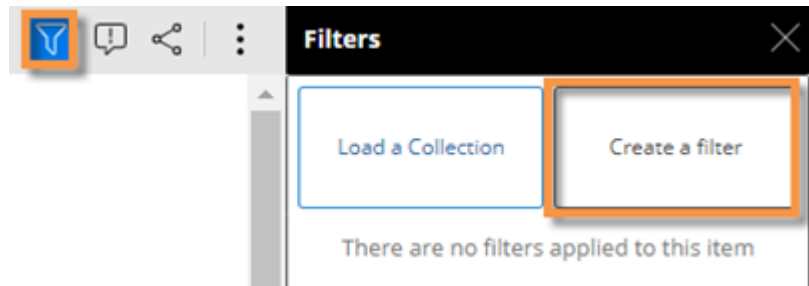 Filters
Load a Collection
Create a filter
There are no filters applied to this item